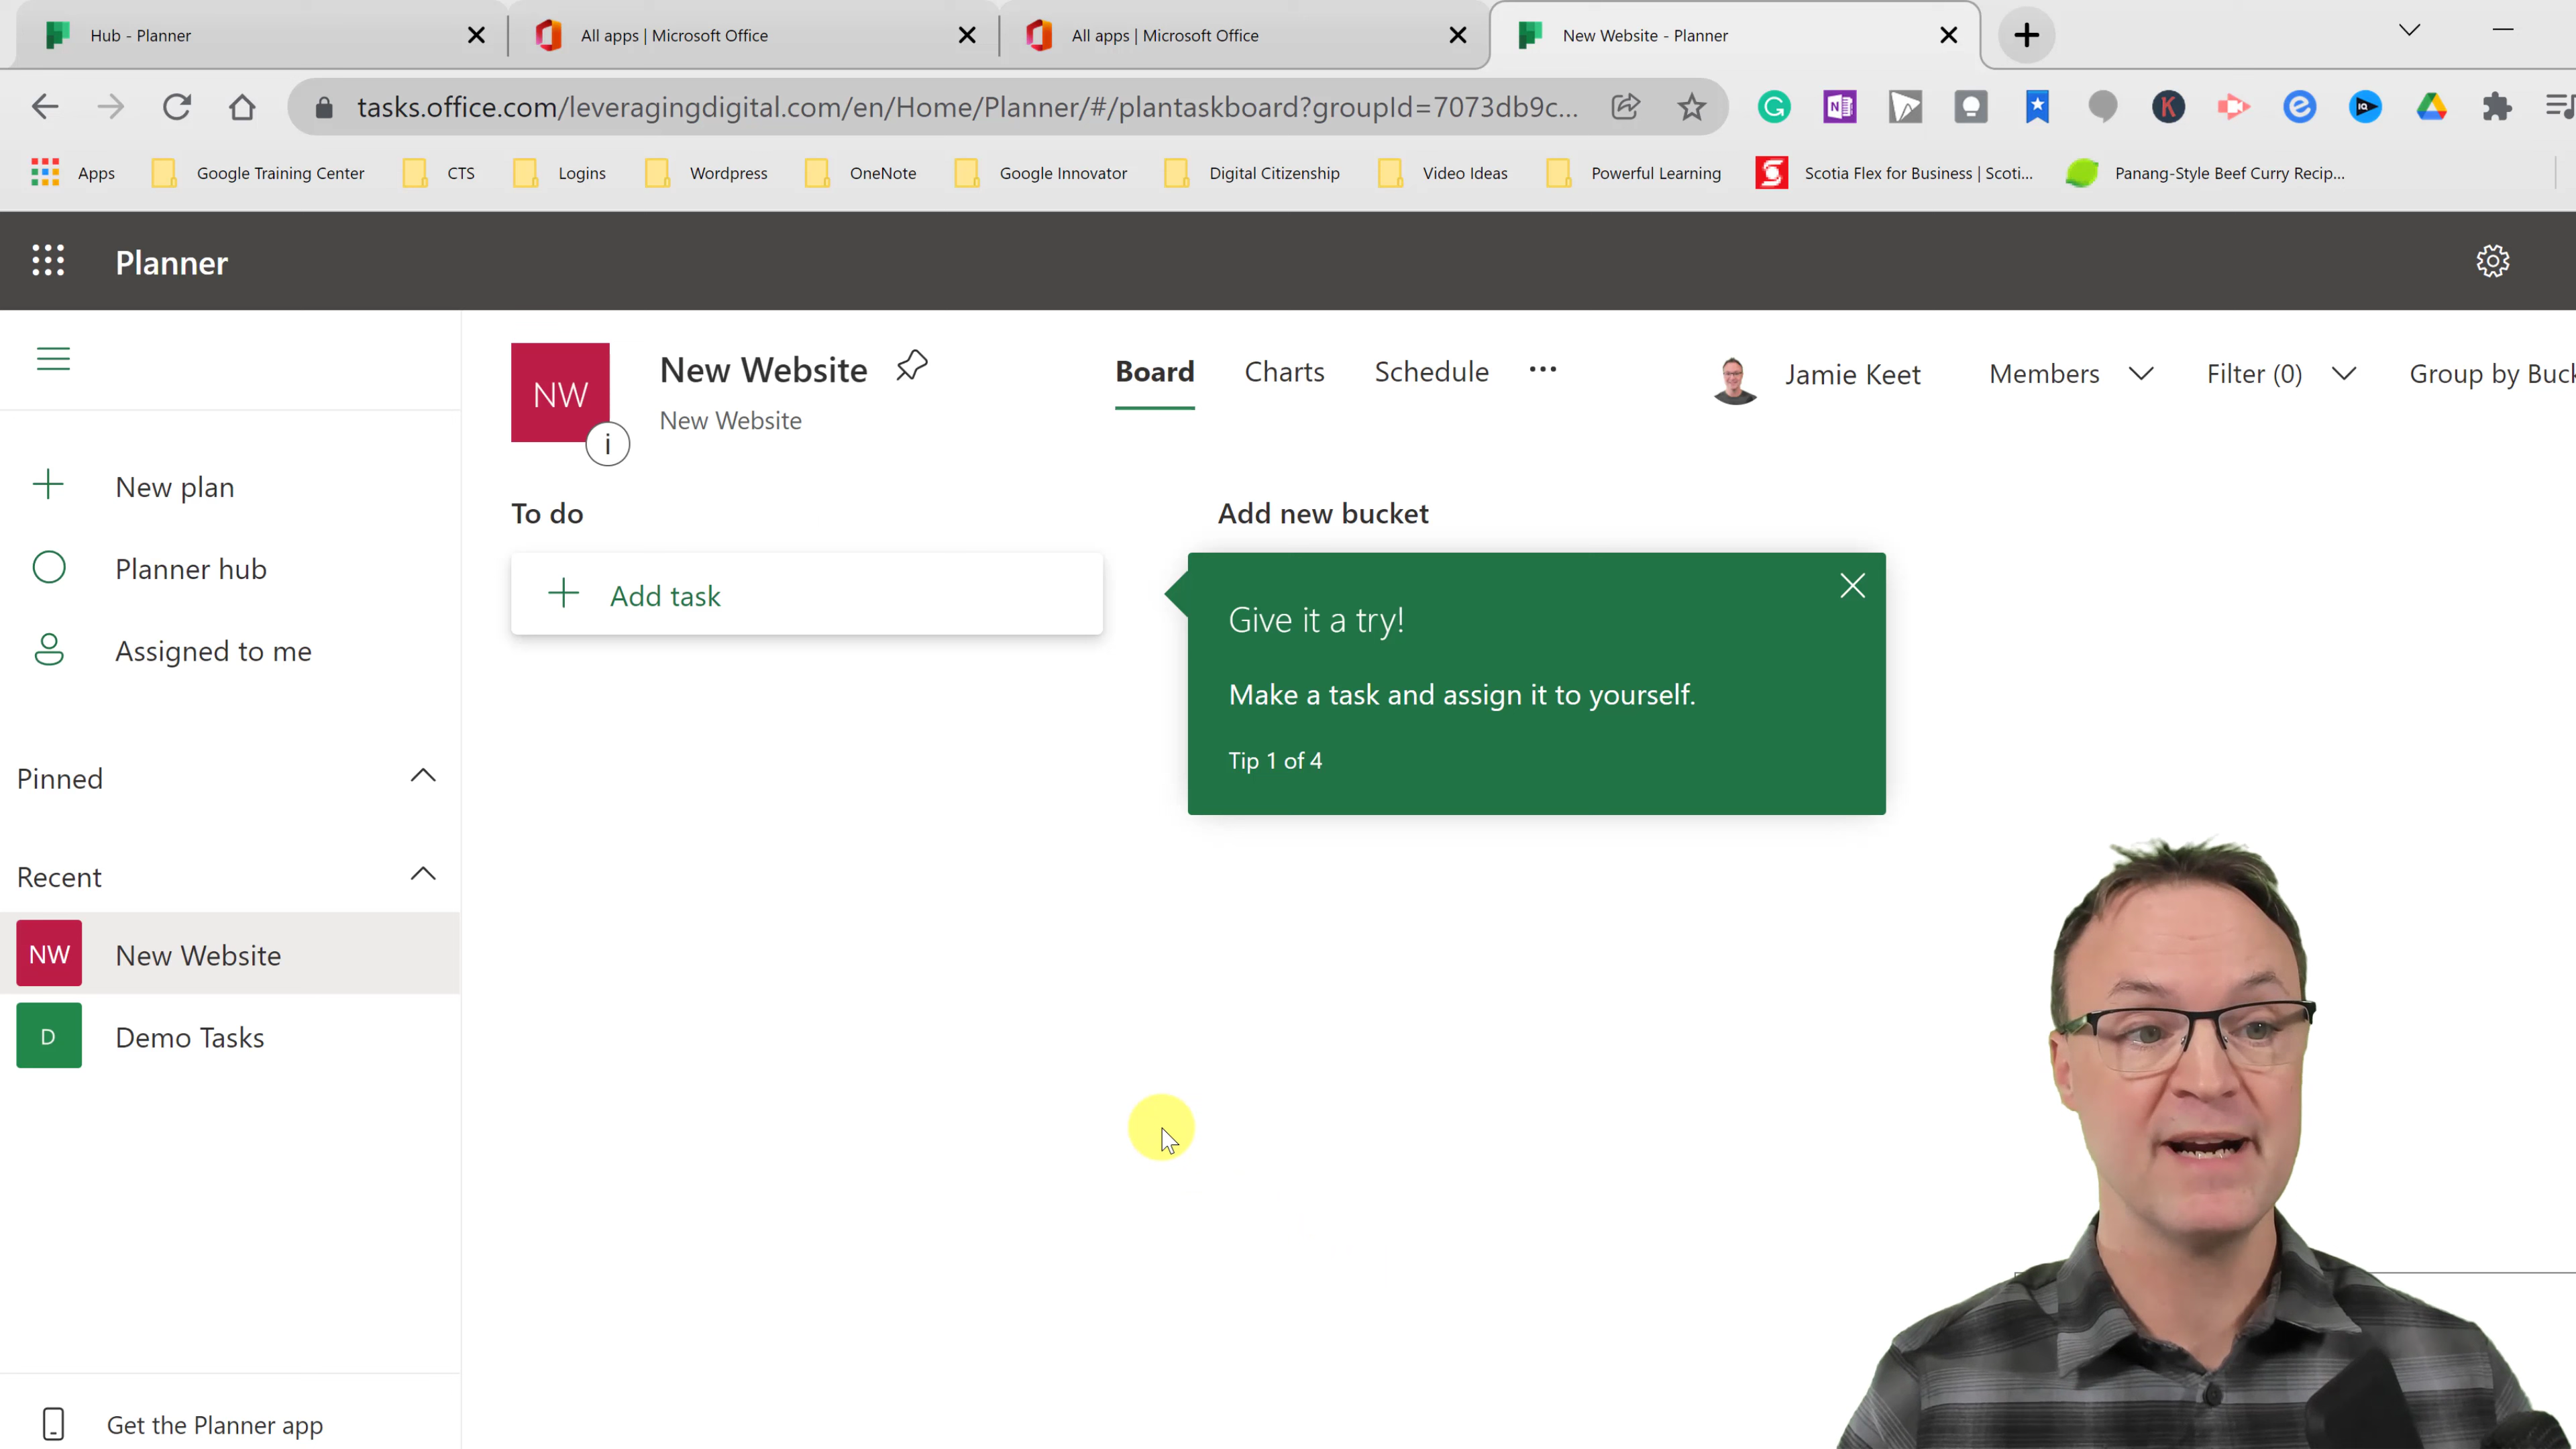 Hub - Planner
All apps | Microsoft Office
All apps | Microsoft Office
New Website - Planner
tasks.office.com/leveragingdigital.com/en/Home/Planner/#/plantaskboard?groupId=7073db9c...
Apps
Google Training Center
CTS
Logins
Wordpress
OneNote
Google Innovator
Digital Citizenship
Video Ideas
Powerful Learning
Scotia Flex for Business | Scoti...
Panang-Style Beef Curry Recip...
Planner
NW
i
New Website
New Website
Board
Charts
Schedule
Jamie Keet
Members
Filter (0)
Group by Buck
New plan
Planner hub
Assigned to me
Pinned
Recent
NW
New Website
D
Demo Tasks
Get the Planner app
To do
Add task
Add new bucket
Give it a try!
Make a task and assign it to yourself.
Tip 1 of 4